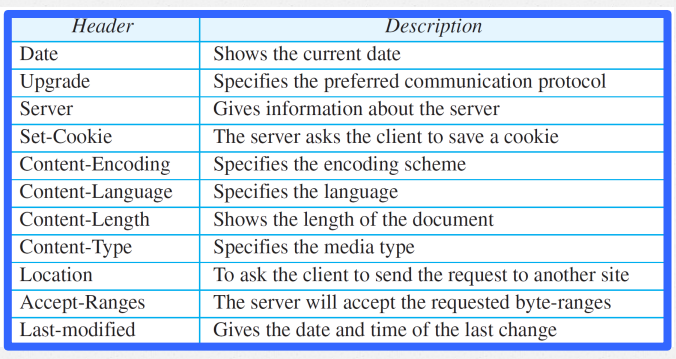 Header Description
Date Shows the current date
Upgrade Specifies the preferred communication protocol
Server Gives information about the server
Set-Cookie The server asks the client to save a cookie
Content-Encoding Specifies the encoding scheme
Content-Language Specifies the language
Content-Length Shows the length of the document
Content-Type Specifies the media type
Location To ask the client to send the request to another site
Accept-Ranges The server will accept the requested byte-ranges
Last-modified Gives the date and time of the last change